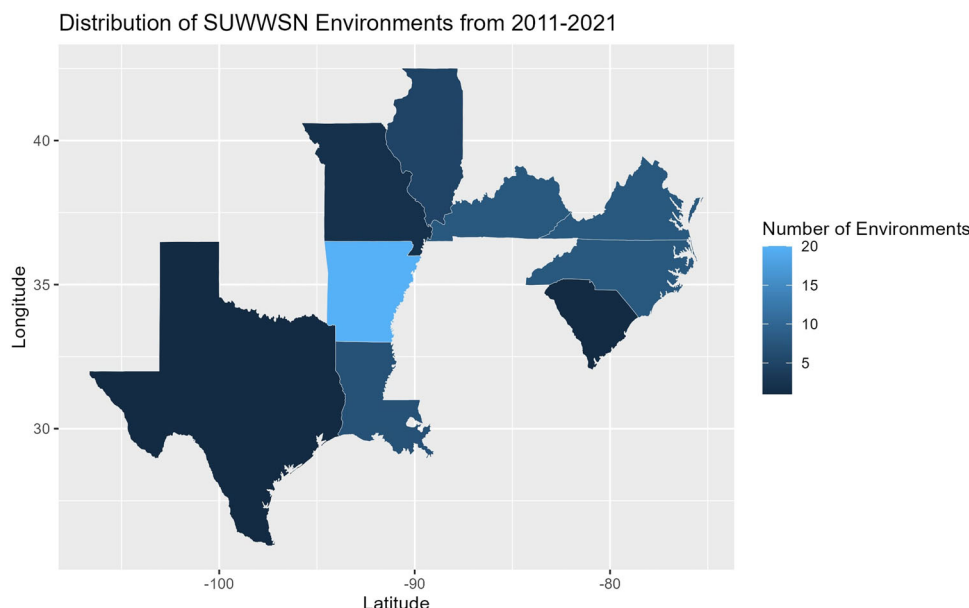 Distribution of SUWWSN Environments from 2011-2021
40
35
30
Longitude
-100
-90
-80
Latitude
Number of Environments
20
15
10
5